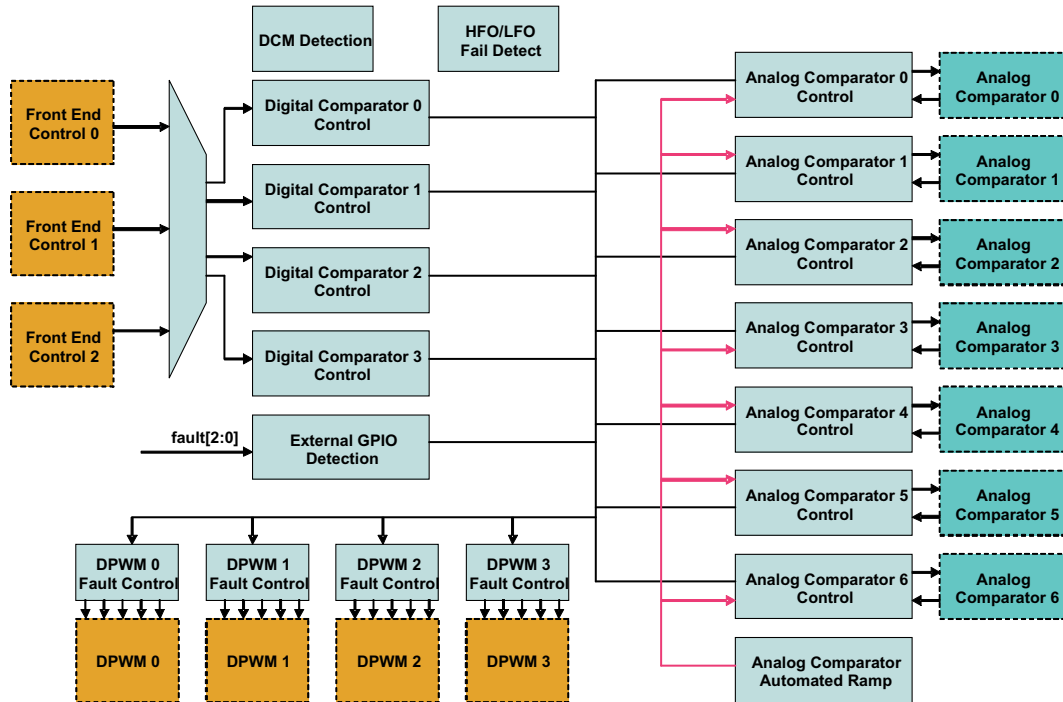 DCM Detection
HFO/LFO
Fail Detect
Front End
Control 0
Front End
Control 1
Front End
Control 2
Digital Comparator 0
Control
Digital Comparator 1
Control
Digital Comparator 2
Control
Digital Comparator 3
Control
fault[2:0]
External GPIO
Detection
Analog Comparator 0
Control
Analog
Comparator 0
Analog Comparator 1
Control
Analog
Comparator 1
Analog Comparator 2
Control
Analog
Comparator 2
Analog Comparator 3
Control
Analog
Comparator 3
Analog Comparator 4
Control
Analog
Comparator 4
Analog Comparator 5
Control
Analog
Comparator 5
Analog Comparator 6
Control
Analog
Comparator 6
Analog Comparator
Automated Ramp
DPWM 0
Fault Control
DPWM 1
Fault Control
DPWM 2
Fault Control
DPWM 3
Fault Control
DPWM 0
DPWM 1
DPWM 2
DPWM 3